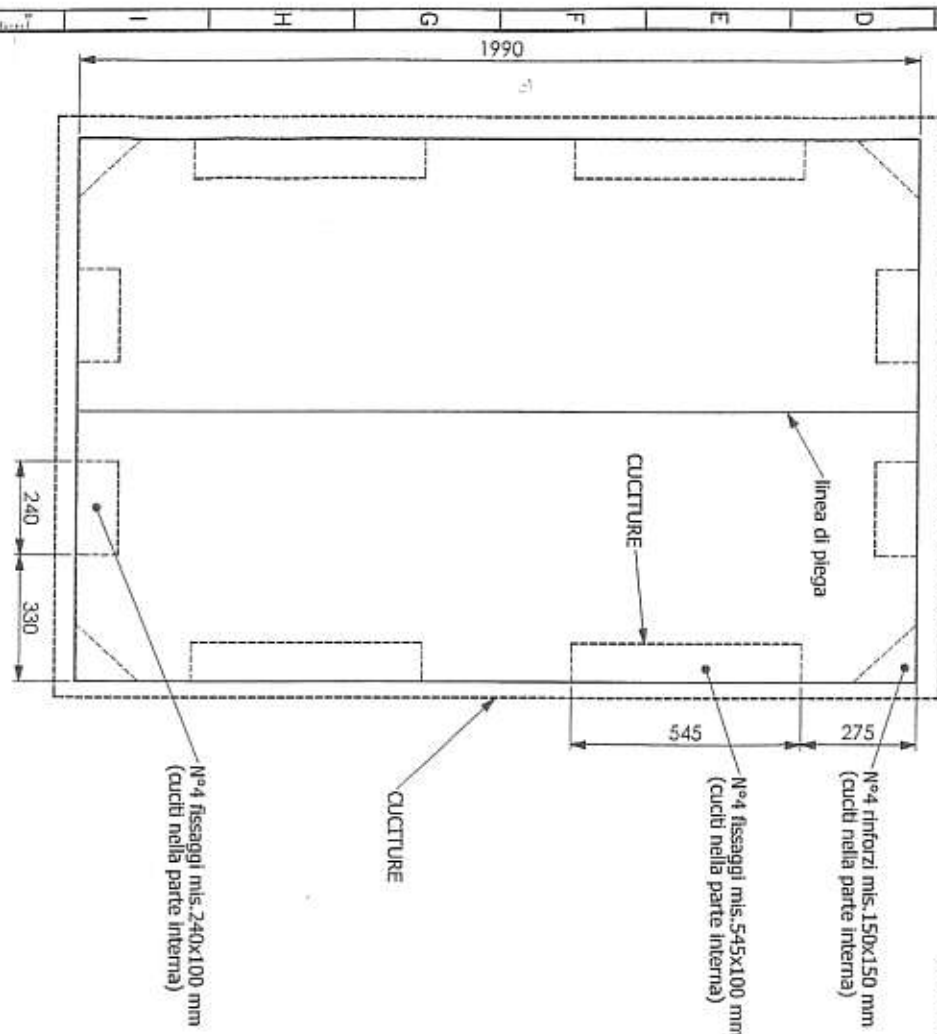 I
H
G
F
E
D
1990
linea di piega
CUCITURE
240
330
545
275
CUCITURE
N°4 rinforzi mis.150x150 mm
(cuciti nella parte interna)
N°4 fissaggi mis.545x100 mm
(cuciti nella parte interna)
N°4 fissaggi mis.240x100 mm
(cuciti nella parte interna)